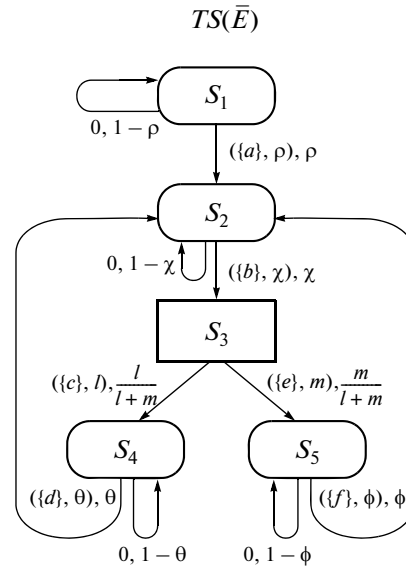 TS(Ē)
S₁
0, 1 − ρ
({a}, ρ), ρ
S₂
0, 1 − χ
({b}, χ), χ
S₃
({c}, l), l/(l + m)
({e}, m), m/(l + m)
S₄
S₅
({d}, θ), θ
({f}, ϕ), ϕ
0, 1 − θ
0, 1 − ϕ